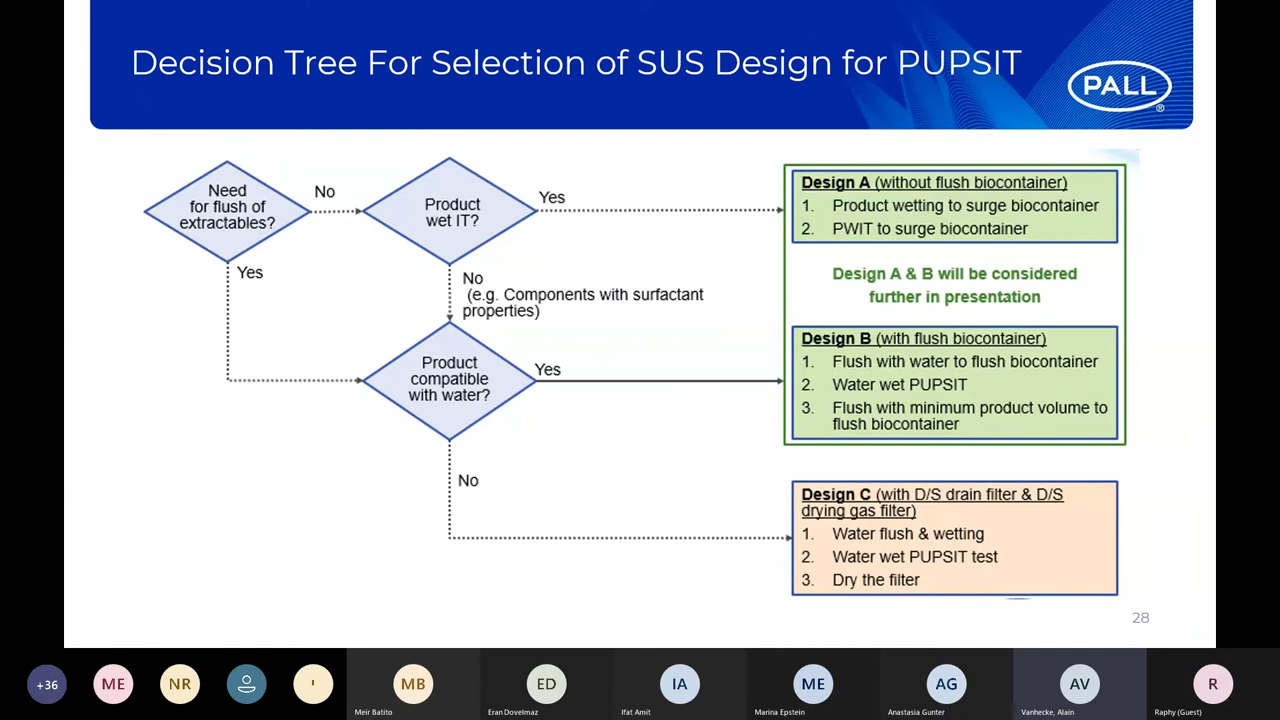 Decision Tree For Selection of SUS Design for PUPSIT
PALL
®
Need
for flush of
extractables?
No
Yes
Product
wet IT?
Yes
No
(e.g. Components with surfactant
properties)
Product
compatible
with water?
Yes
No
Design A (without flush biocontainer)
1. Product wetting to surge biocontainer
2. PWIT to surge biocontainer
Design A & B will be considered
further in presentation
Design B (with flush biocontainer)
1. Flush with water to flush biocontainer
2. Water wet PUPSIT
3. Flush with minimum product volume to
flush biocontainer
Design C (with D/S drain filter & D/S
drying gas filter)
1. Water flush & wetting
2. Water wet PUPSIT test
3. Dry the filter
28
+36
ME
NR
'
MB
Meir Batito
ED
Eran Dovelmaz
IA
Ifat Amit
ME
Marina Epstein
AG
Anastasia Gunter
AV
Vanhecke, Alain
R
Raphy (Guest)